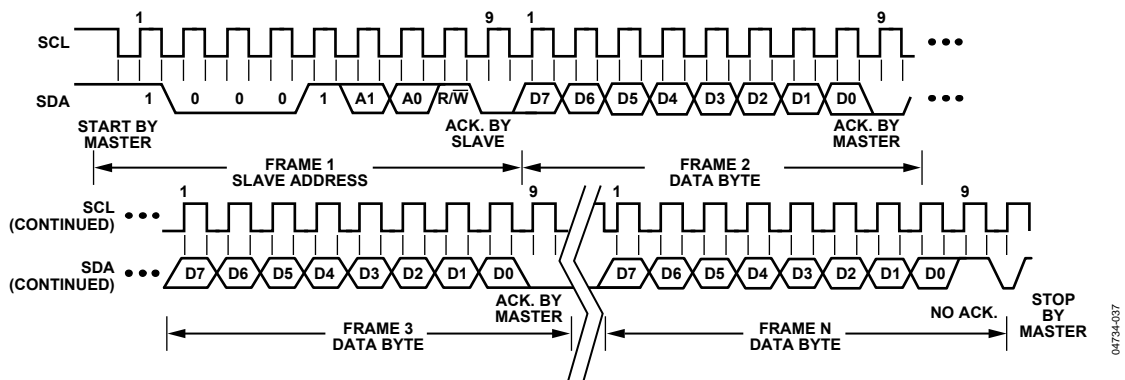 1 9 1 9
SCL
SDA 1 0 0 0 1 A1 A0 R/W̅ D7 D6 D5 D4 D3 D2 D1 D0
START BY
MASTER
ACK. BY
SLAVE
ACK. BY
MASTER
FRAME 1
SLAVE ADDRESS
FRAME 2
DATA BYTE
1 9 1 9
SCL
(CONTINUED)
SDA
(CONTINUED)
D7 D6 D5 D4 D3 D2 D1 D0 D7 D6 D5 D4 D3 D2 D1 D0
ACK. BY
MASTER
NO ACK.
STOP
BY
MASTER
FRAME 3
DATA BYTE
FRAME N
DATA BYTE
04734-037